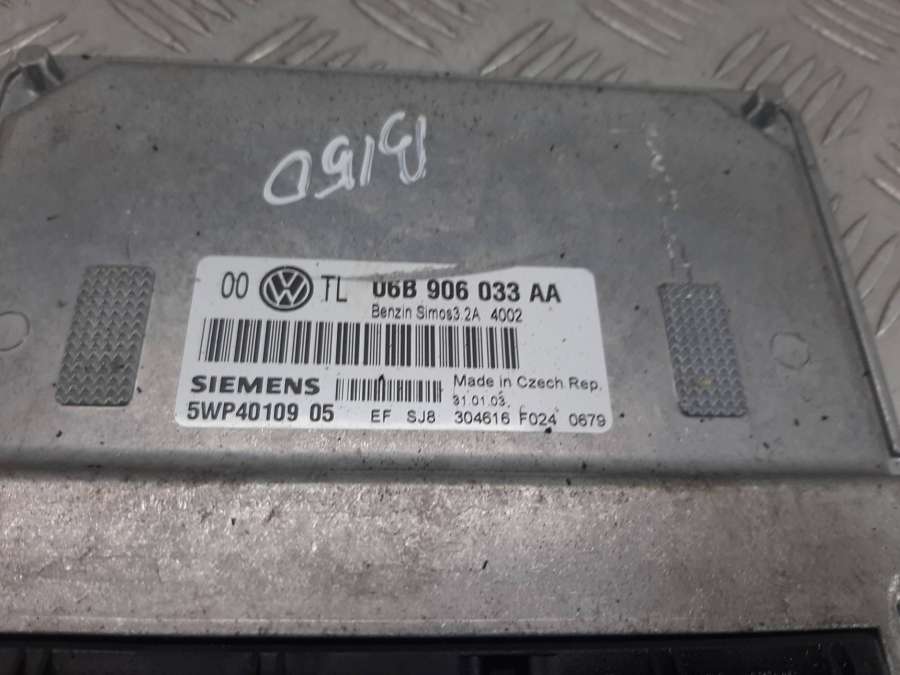 00 TL 06B 906 033 AA
Benzin Simos3.2A 4002
SIEMENS Made in Czech Rep.
31.01.03.
5WP40109 05 EF SJ8 304616 F024 0679